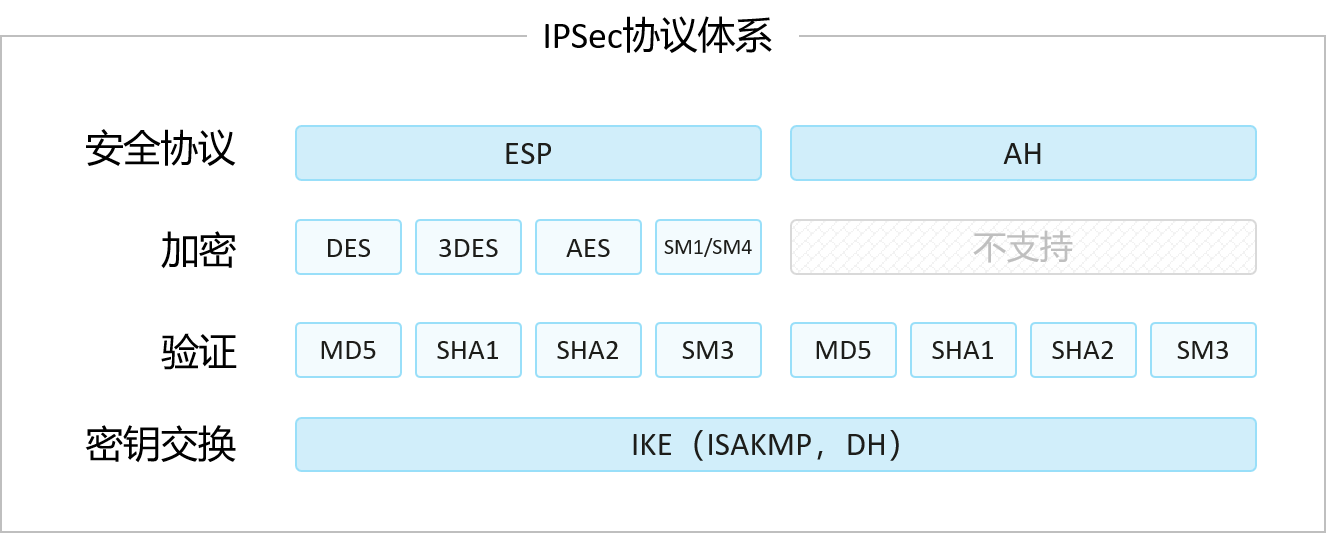 IPSec协议体系
安全协议 ESP AH
加密 DES 3DES AES SM1/SM4 不支持
验证 MD5 SHA1 SHA2 SM3 MD5 SHA1 SHA2 SM3
密钥交换 IKE（ISAKMP，DH）